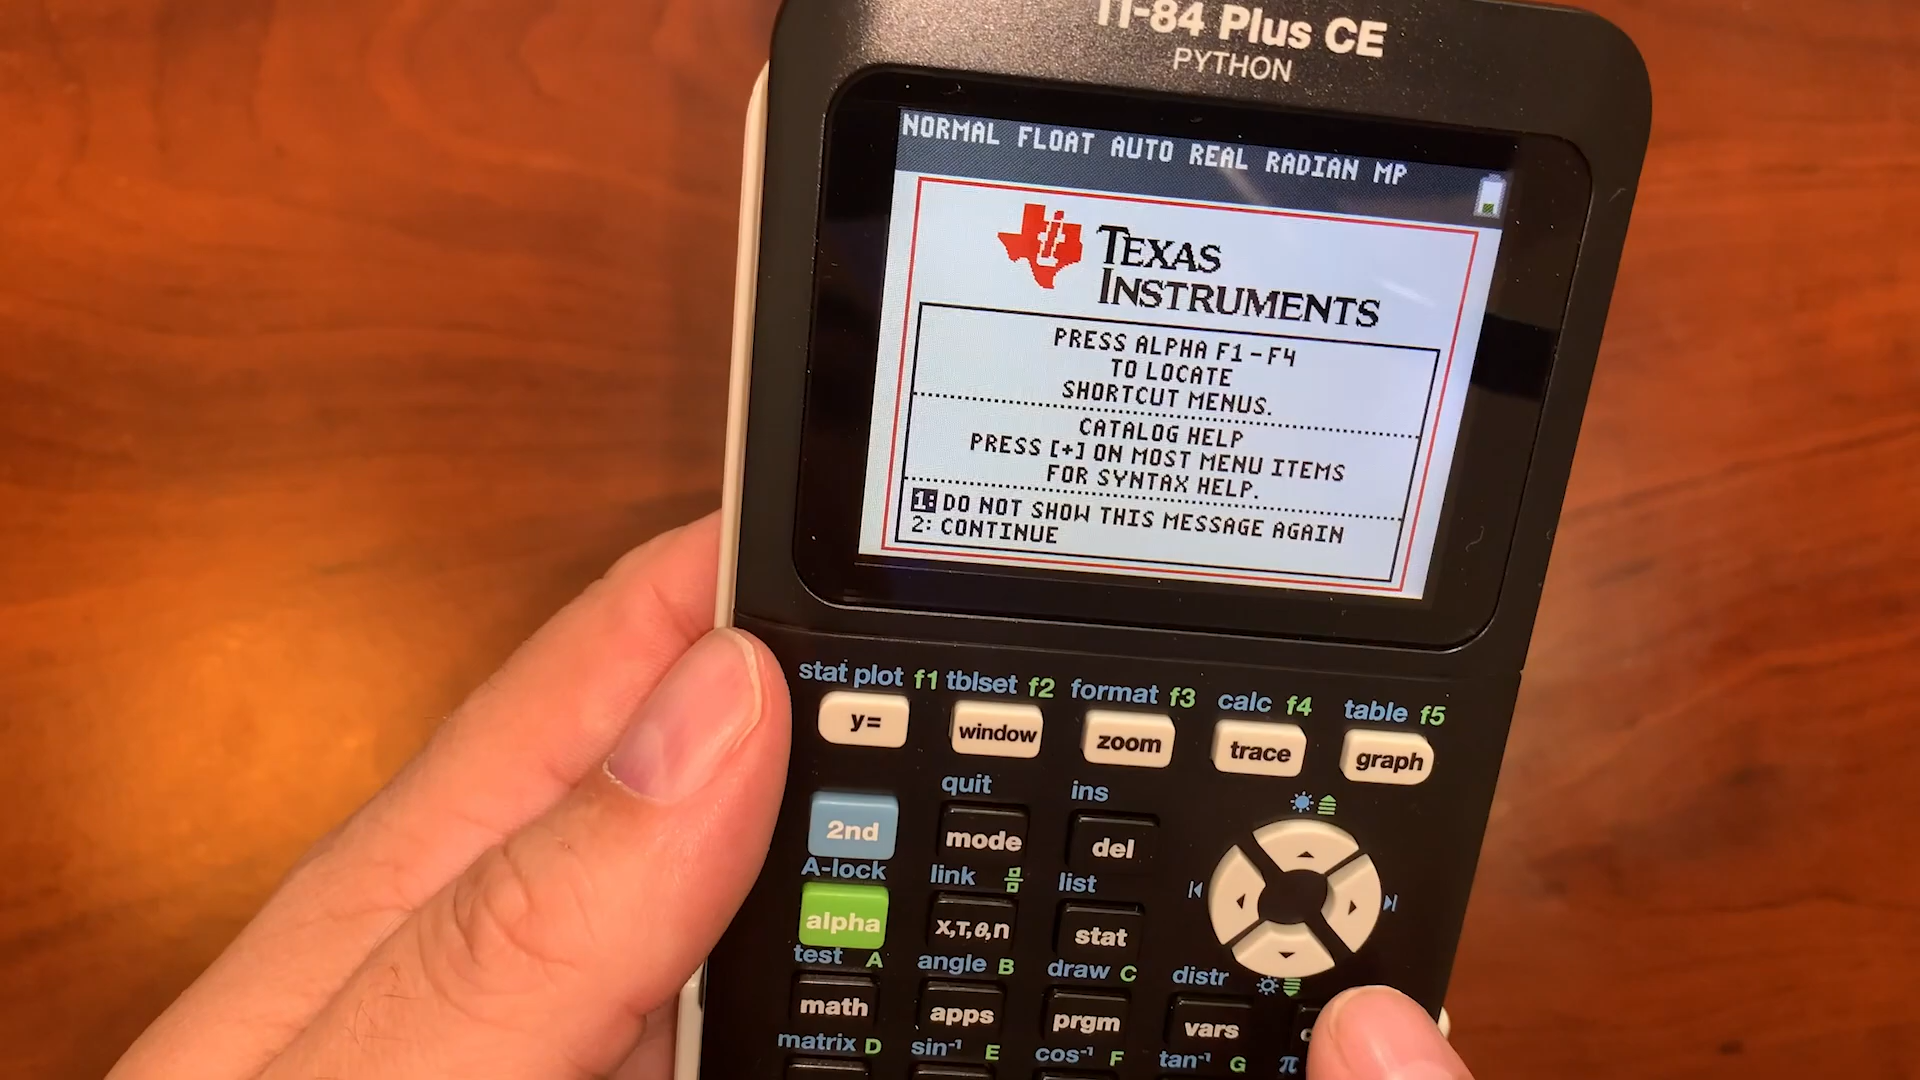 TI-84 Plus CE
PYTHON
NORMAL FLOAT AUTO REAL RADIAN MP
TEXAS
INSTRUMENTS
PRESS ALPHA F1-F4
TO LOCATE
SHORTCUT MENUS.
CATALOG HELP
PRESS [+] ON MOST MENU ITEMS
FOR SYNTAX HELP.
1: DO NOT SHOW THIS MESSAGE AGAIN
2: CONTINUE
stat plot f1 tblset f2 format f3 calc f4 table f5
y= window zoom trace graph
quit ins
2nd mode del
A-lock link list
alpha X,T,θ,n stat
test A angle B draw C distr
math apps prgm vars
matrix D sin⁻¹ E cos⁻¹ F tan⁻¹ G π